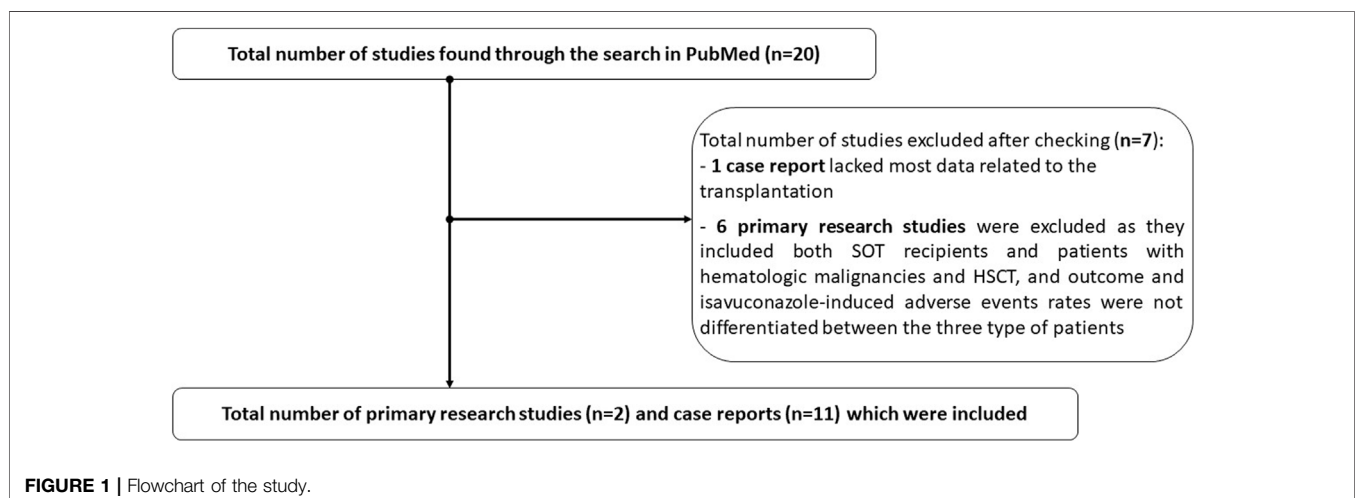 Total number of studies found through the search in PubMed (n=20)
Total number of studies excluded after checking (n=7):
- 1 case report lacked most data related to the
transplantation
- 6 primary research studies were excluded as they
included both SOT recipients and patients with
hematologic malignancies and HSCT, and outcome and
isavuconazole-induced adverse events rates were not
differentiated between the three type of patients
Total number of primary research studies (n=2) and case reports (n=11) which were included
FIGURE 1 | Flowchart of the study.